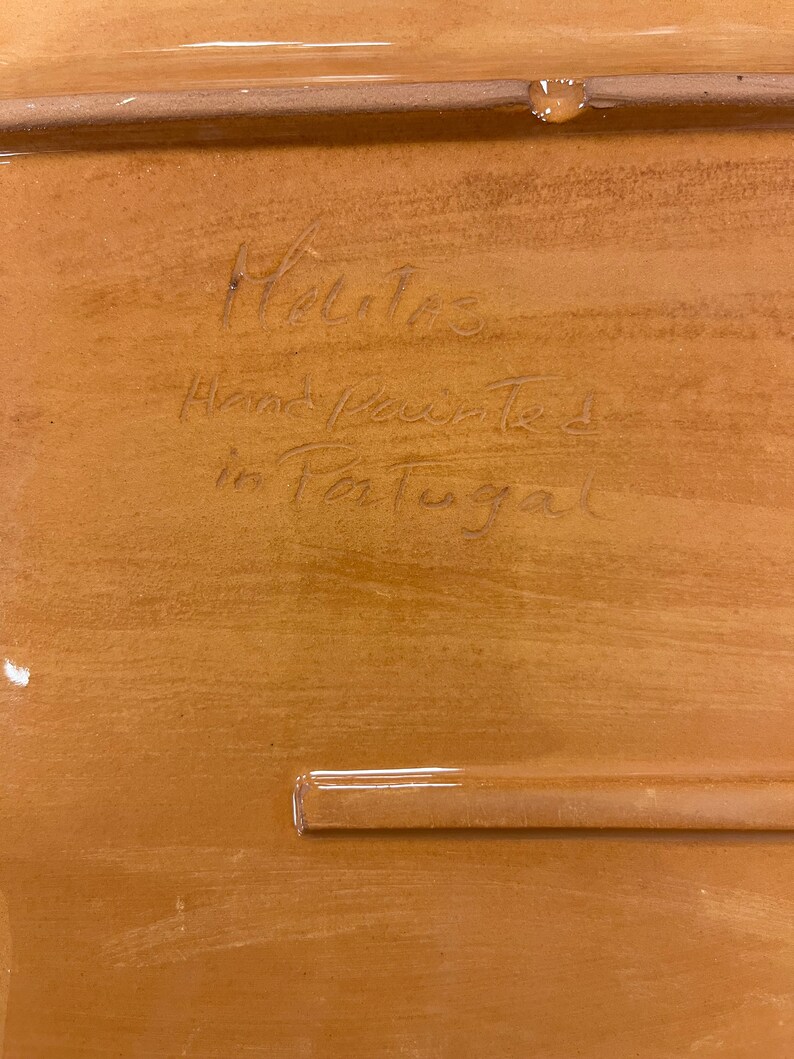 Melitas
Hand Painted
in Portugal